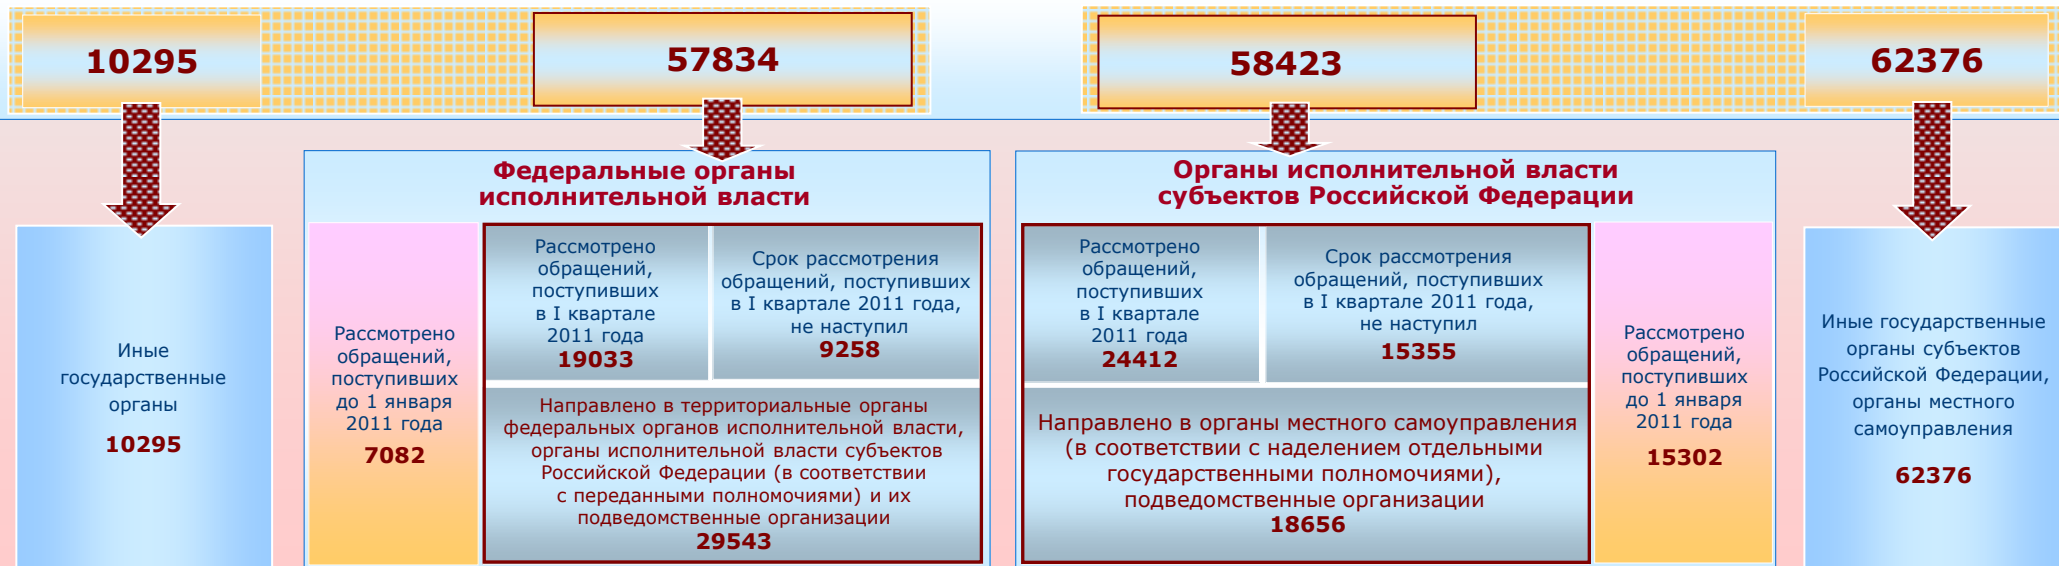 10295
57834
58423
62376
Федеральные органы
исполнительной власти
Органы исполнительной власти
субъектов Российской Федерации
Иные
государственные
органы
10295
Рассмотрено
обращений,
поступивших
до 1 января
2011 года
7082
Рассмотрено
обращений,
поступивших
в I квартале
2011 года
19033
Срок рассмотрения
обращений, поступивших
в I квартале 2011 года,
не наступил
9258
Направлено в территориальные органы
федеральных органов исполнительной власти,
органы исполнительной власти субъектов
Российской Федерации (в соответствии
с переданными полномочиями) и их
подведомственные организации
29543
Рассмотрено
обращений,
поступивших
в I квартале
2011 года
24412
Срок рассмотрения
обращений, поступивших
в I квартале 2011 года,
не наступил
15355
Направлено в органы местного самоуправления
(в соответствии с наделением отдельными
государственными полномочиями),
подведомственные организации
18656
Рассмотрено
обращений,
поступивших
до 1 января
2011 года
15302
Иные государственные
органы субъектов
Российской Федерации,
органы местного
самоуправления
62376